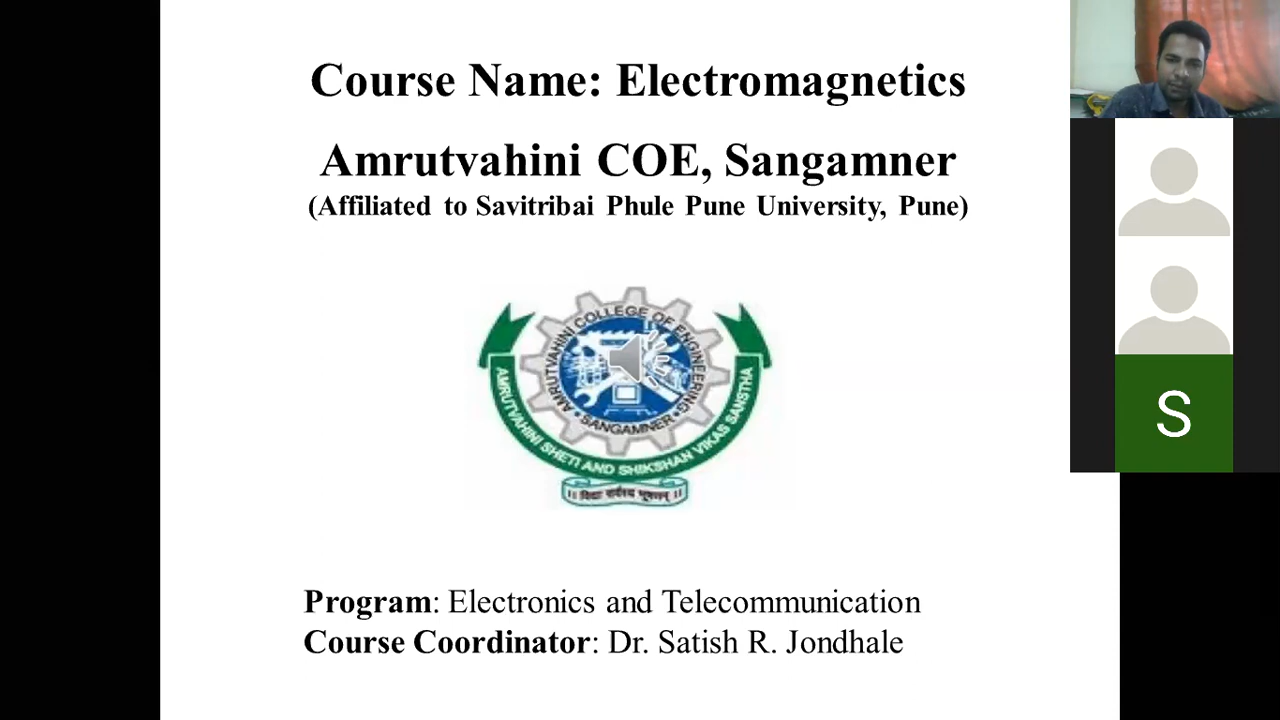 Course Name: Electromagnetics
Amrutvahini COE, Sangamner
(Affiliated to Savitribai Phule Pune University, Pune)
AMRUTVAHINI COLLEGE OF ENGINEERING
SANGAMNER
AMRUTVAHINI SHETI AND SHIKSHAN VIKAS SANSTHA
Program: Electronics and Telecommunication
Course Coordinator: Dr. Satish R. Jondhale
S